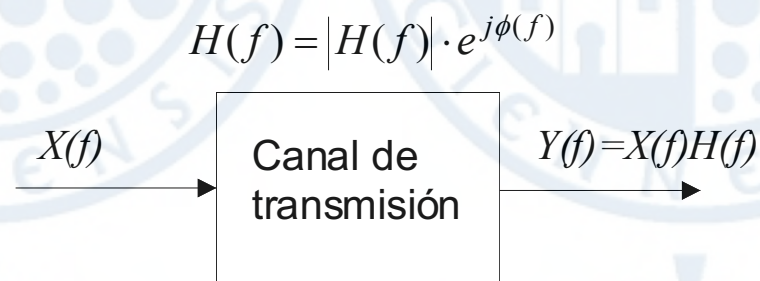 H(f) = |H(f)| · e^{jϕ(f)}
X(f)
Canal de
transmisión
Y(f)=X(f)H(f)